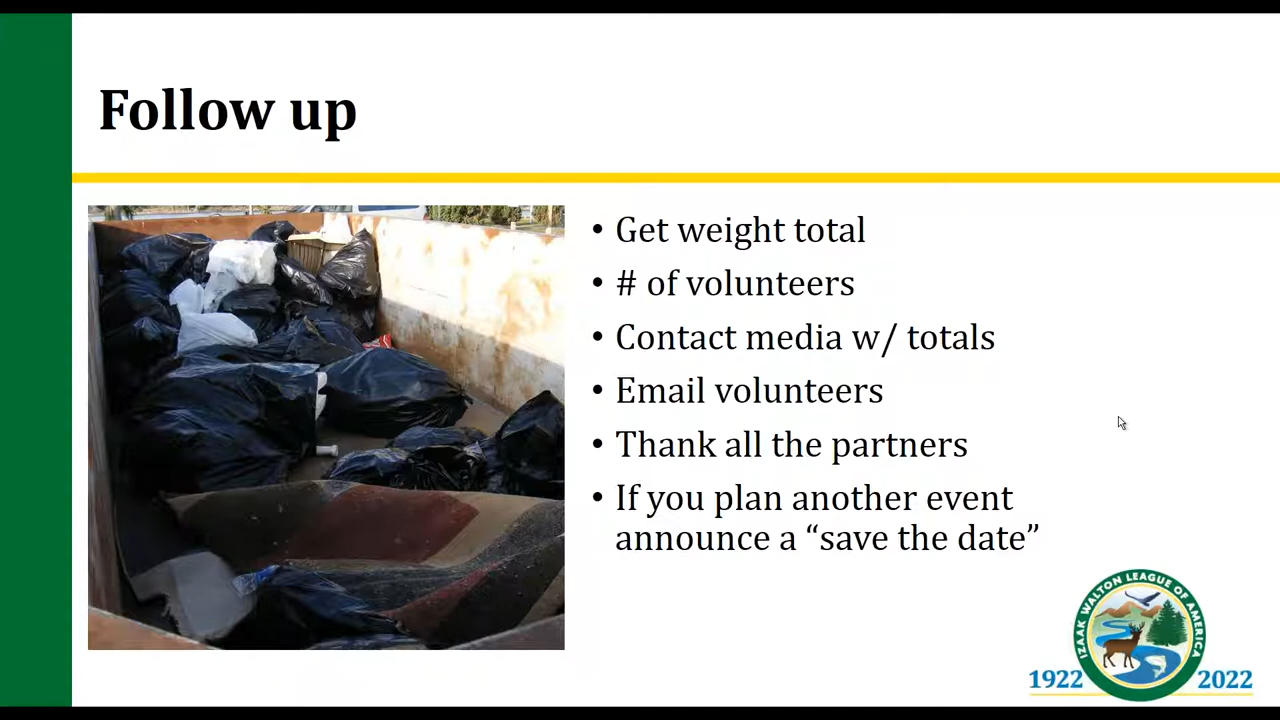 Follow up
• Get weight total
• # of volunteers
• Contact media w/ totals
• Email volunteers
• Thank all the partners
• If you plan another event
announce a “save the date”
IZAAK WALTON LEAGUE OF AMERICA
1922 2022